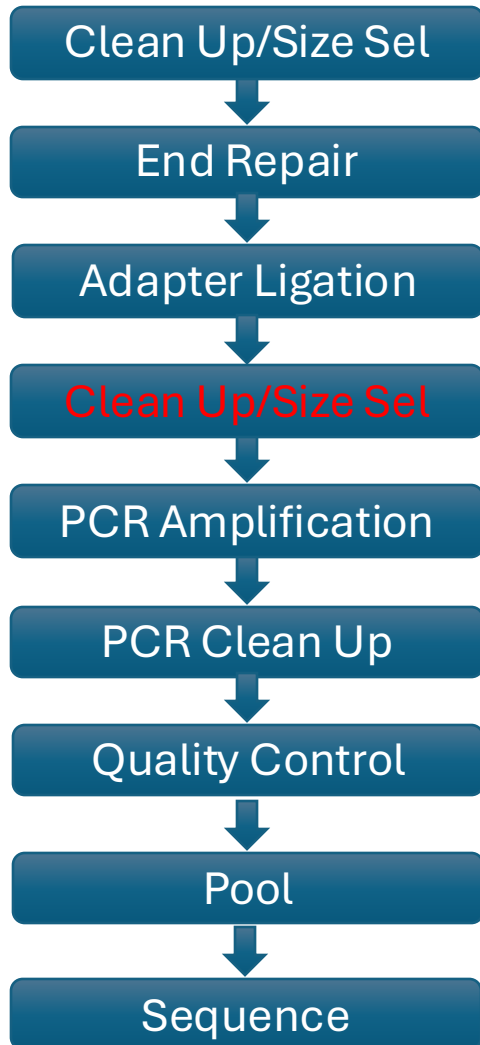 Clean Up/Size Sel
End Repair
Adapter Ligation
Clean Up/Size Sel
PCR Amplification
PCR Clean Up
Quality Control
Pool
Sequence